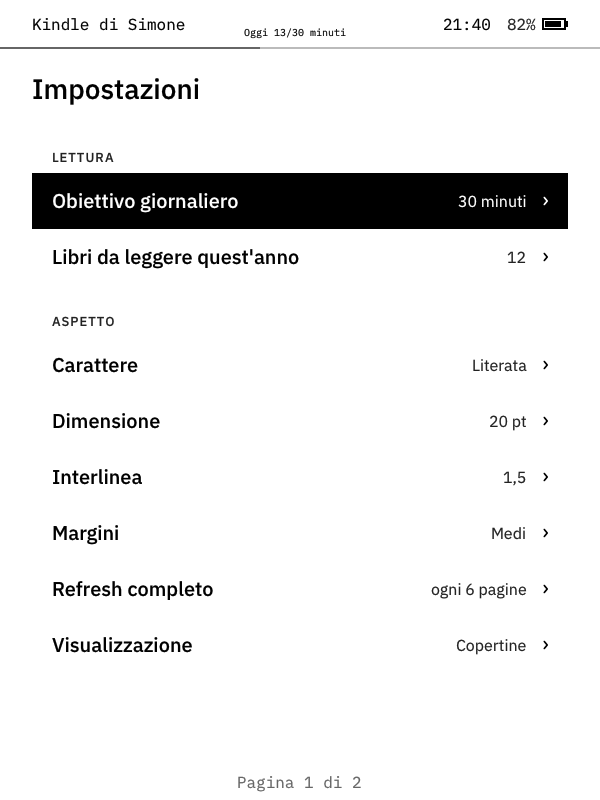 Kindle di Simone
Oggi 13/30 minuti
21:40 82%
Impostazioni
LETTURA
Obiettivo giornaliero 30 minuti ›
Libri da leggere quest'anno 12 ›
ASPETTO
Carattere Literata ›
Dimensione 20 pt ›
Interlinea 1,5 ›
Margini Medi ›
Refresh completo ogni 6 pagine ›
Visualizzazione Copertine ›
Pagina 1 di 2